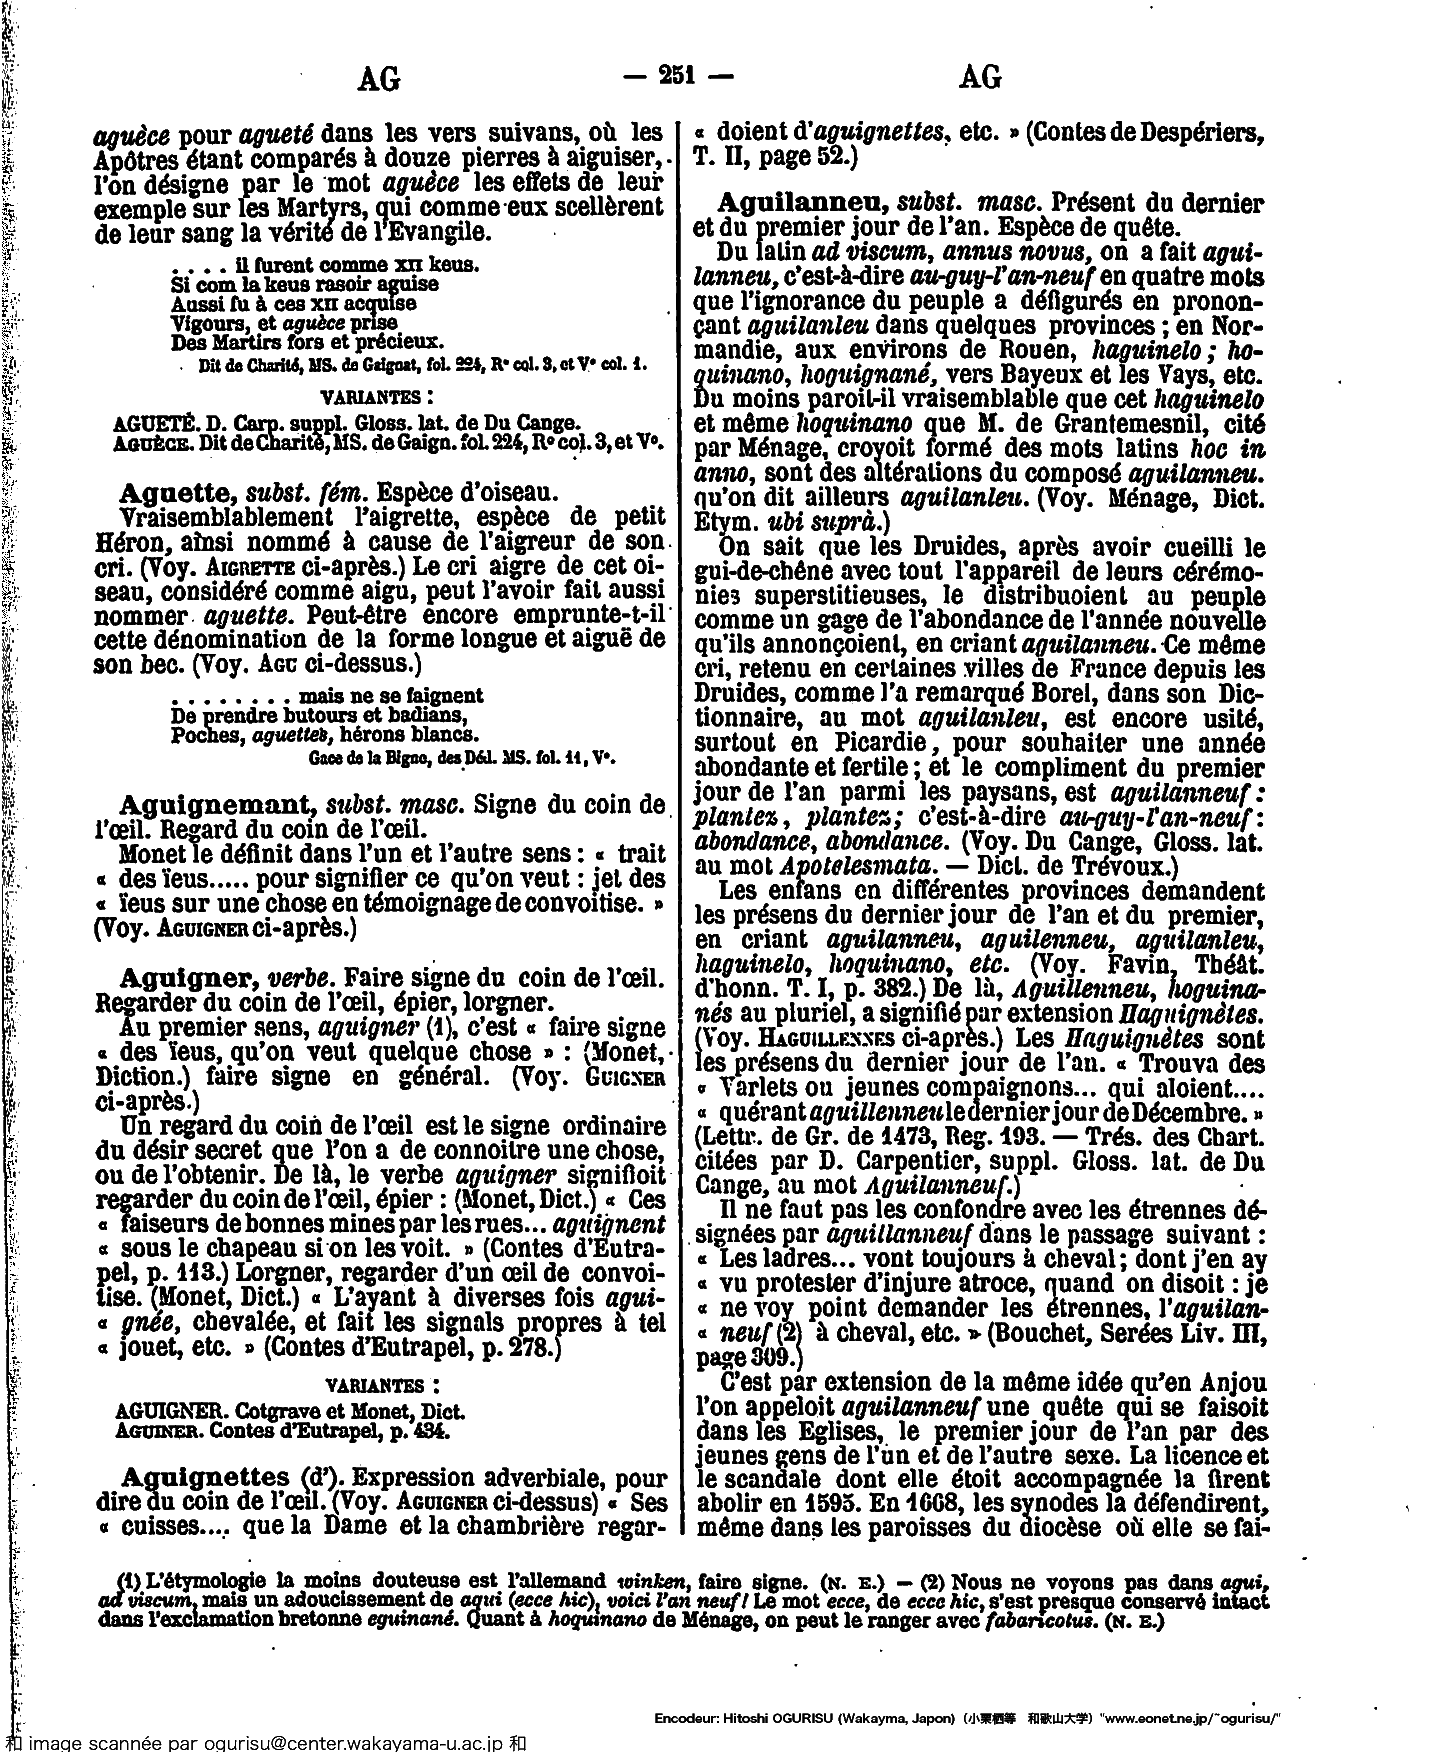 AG — 251 — AG
aguèce pour agueté dans les vers suivans, où les
Apôtres étant comparés à douze pierres à aiguiser,
l'on désigne par le mot aguèce les effets de leur
exemple sur les Martyrs, qui comme eux scellèrent
de leur sang la vérité de l'Evangile.
. . . . il furent comme XII keus.
Si com la keus rasoir aguise
Aussi fu à ces XII acquise
Vigours, et aguèce prise
Des Martirs fors et précieux.
Dit de Charité, MS. de Gaignat, fol. 224, R° col. 3, et V° col. 1.
VARIANTES :
AGUETÉ. D. Carp. suppl. Gloss. lat. de Du Cange.
AGUÈCE. Dit de Charité, MS. de Gaign. fol. 224, R° col. 3, et V°.
Aguette, subst. fém. Espèce d'oiseau.
Vraisemblablement l'aigrette, espèce de petit
Héron, ainsi nommé à cause de l'aigreur de son
cri. (Voy. AIGRETTE ci-après.) Le cri aigre de cet oi-
seau, considéré comme aigu, peut l'avoir fait aussi
nommer aguette. Peut-être encore emprunte-t-il
cette dénomination de la forme longue et aiguë de
son bec. (Voy. AGU ci-dessus.)
. . . . . . . . mais ne se faignent
De prendre butours et badians,
Poches, aguettes, hérons blancs.
Gace de la Bigne, des Déd. MS. fol. 11, V°.
Aguignemant, subst. masc. Signe du coin de
l'œil. Regard du coin de l'œil.
Monet le définit dans l'un et l'autre sens : « trait
« des ïeus..... pour signifier ce qu'on veut : jet des
« ïeus sur une chose en témoignage de convoitise. »
(Voy. AGUIGNER ci-après.)
Aguigner, verbe. Faire signe du coin de l'œil.
Regarder du coin de l'œil, épier, lorgner.
Au premier sens, aguigner (1), c'est « faire signe
« des ïeus, qu'on veut quelque chose » : (Monet,
Diction.) faire signe en général. (Voy. GUIGNER
ci-après.)
Un regard du coin de l'œil est le signe ordinaire
du désir secret que l'on a de connoitre une chose,
ou de l'obtenir. De là, le verbe aguigner signifioit
regarder du coin de l'œil, épier : (Monet, Dict.) « Ces
« faiseurs de bonnes mines par les rues... aguignent
« sous le chapeau si on les voit. » (Contes d'Eutra-
pel, p. 113.) Lorgner, regarder d'un œil de convoi-
tise. (Monet, Dict.) « L'ayant à diverses fois agui-
« gnée, chevalée, et fait les signals propres à tel
« jouet, etc. » (Contes d'Eutrapel, p. 278.)
VARIANTES :
AGUIGNER. Cotgrave et Monet, Dict.
AGUINER. Contes d'Eutrapel, p. 434.
Aguignettes (d'). Expression adverbiale, pour
dire du coin de l'œil. (Voy. AGUIGNER ci-dessus) « Ses
« cuisses.... que la Dame et la chambrière regar-
« doient d'aguignettes, etc. » (Contes de Despériers,
T. II, page 52.)
Aguilanneu, subst. masc. Présent du dernier
et du premier jour de l'an. Espèce de quête.
Du latin ad viscum, annus novus, on a fait agui-
lanneu, c'est-à-dire au-guy-l'an-neuf en quatre mots
que l'ignorance du peuple a défigurés en pronon-
çant aguilanleu dans quelques provinces ; en Nor-
mandie, aux environs de Rouen, haguinelo ; ho-
quinano, hoguignané, vers Bayeux et les Vays, etc.
Du moins paroit-il vraisemblable que cet haguinelo
et même hoquinano que M. de Grantemesnil, cité
par Ménage, croyoit formé des mots latins hoc in
anno, sont des altérations du composé aguilanneu.
qu'on dit ailleurs aguilanleu. (Voy. Ménage, Dict.
Etym. ubi suprà.)
On sait que les Druides, après avoir cueilli le
gui-de-chêne avec tout l'appareil de leurs cérémo-
nies superstitieuses, le distribuoient au peuple
comme un gage de l'abondance de l'année nouvelle
qu'ils annonçoient, en criant aguilanneu. Ce même
cri, retenu en certaines villes de France depuis les
Druides, comme l'a remarqué Borel, dans son Dic-
tionnaire, au mot aguilanleu, est encore usité,
surtout en Picardie, pour souhaiter une année
abondante et fertile ; et le compliment du premier
jour de l'an parmi les paysans, est aguilanneuf :
plantez, plantez ; c'est-à-dire au-guy-l'an-neuf :
abondance, abondance. (Voy. Du Cange, Gloss. lat.
au mot Apotelesmata. — Dict. de Trévoux.)
Les enfans en différentes provinces demandent
les présens du dernier jour de l'an et du premier,
en criant aguilanneu, aguilenneu, aguilanleu,
haguinelo, hoquinano, etc. (Voy. Favin, Théât.
d'honn. T. I, p. 382.) De là, Aguillenneu, hoguina-
nés au pluriel, a signifié par extension Haguignètes.
(Voy. HAGUILLENNES ci-après.) Les Haguignètes sont
les présens du dernier jour de l'an. « Trouva des
« Varlets ou jeunes compaignons... qui aloient....
« quérant aguillenneu le dernier jour de Décembre. »
(Lettr. de Gr. de 1473, Reg. 193. — Trés. des Chart.
citées par D. Carpentier, suppl. Gloss. lat. de Du
Cange, au mot Aguilanneuf.)
Il ne faut pas les confondre avec les étrennes dé-
signées par aguillanneuf dans le passage suivant :
« Les ladres... vont toujours à cheval ; dont j'en ay
« vu protester d'injure atroce, quand on disoit : je
« ne voy point demander les étrennes, l'aguilan-
« neuf (2) à cheval, etc. » (Bouchet, Serées Liv. III,
page 309.)
C'est par extension de la même idée qu'en Anjou
l'on appeloit aguilanneuf une quête qui se faisoit
dans les Eglises, le premier jour de l'an par des
jeunes gens de l'un et de l'autre sexe. La licence et
le scandale dont elle étoit accompagnée la firent
abolir en 1595. En 1668, les synodes la défendirent,
même dans les paroisses du diocèse où elle se fai-
(1) L'étymologie la moins douteuse est l'allemand winken, faire signe. (N. E.) — (2) Nous ne voyons pas dans agui,
ad viscum, mais un adoucissement de aqui (ecce hic), voici l'an neuf! Le mot ecce, de ecce hic, s'est presque conservé intact
dans l'exclamation bretonne eguinané. Quant à hoquinano de Ménage, on peut le ranger avec fabaricotus. (N. E.)
Encodeur: Hitoshi OGURISU (Wakayma, Japon) (小栗栖等 和歌山大学) "www.eonet.ne.jp/~ogurisu/"
和 image scannée par ogurisu@center.wakayama-u.ac.jp 和